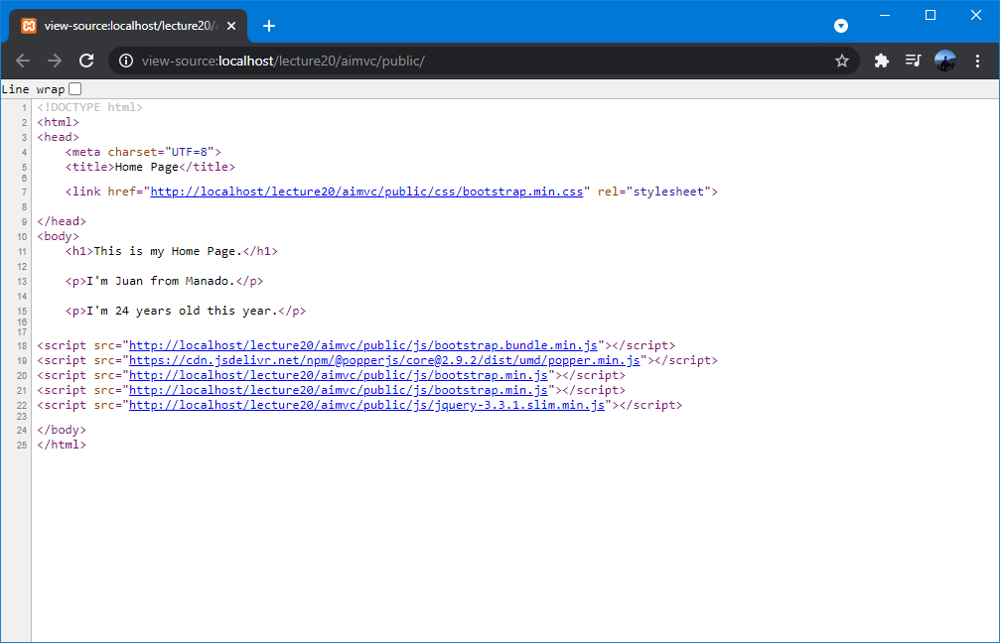 view-source:localhost/lecture20/
view-source:localhost/lecture20/aimvc/public/
Line wrap
1 <!DOCTYPE html>
2 <html>
3 <head>
4     <meta charset="UTF=8">
5     <title>Home Page</title>
6
7     <link href="http://localhost/lecture20/aimvc/public/css/bootstrap.min.css" rel="stylesheet">
8
9 </head>
10 <body>
11     <h1>This is my Home Page.</h1>
12
13     <p>I'm Juan from Manado.</p>
14
15     <p>I'm 24 years old this year.</p>
16
17
18 <script src="http://localhost/lecture20/aimvc/public/js/bootstrap.bundle.min.js"></script>
19 <script src="https://cdn.jsdelivr.net/npm/@popperjs/core@2.9.2/dist/umd/popper.min.js"></script>
20 <script src="http://localhost/lecture20/aimvc/public/js/bootstrap.min.js"></script>
21 <script src="http://localhost/lecture20/aimvc/public/js/bootstrap.min.js"></script>
22 <script src="http://localhost/lecture20/aimvc/public/js/jquery-3.3.1.slim.min.js"></script>
23
24 </body>
25 </html>